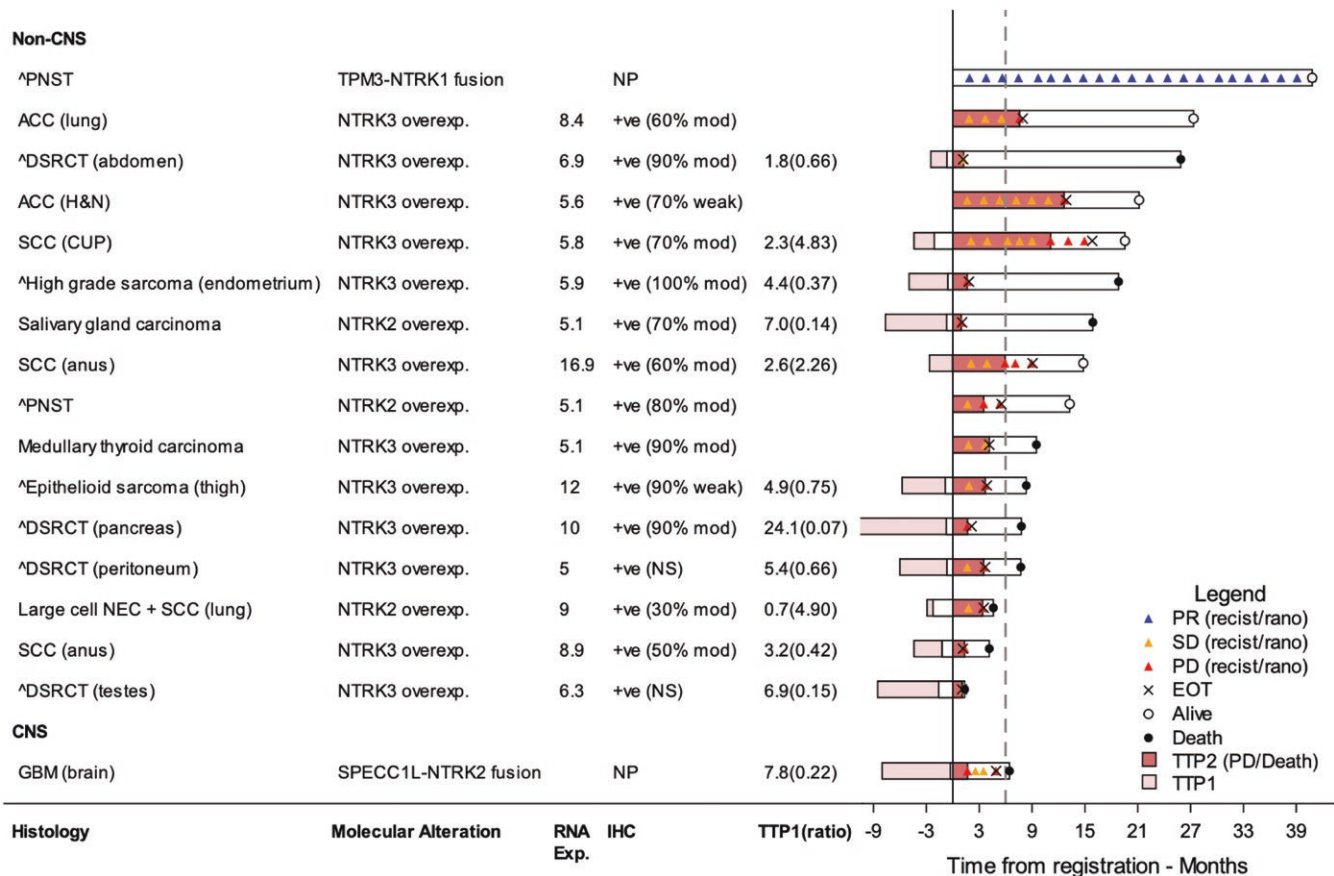 Non-CNS
^PNST TPM3-NTRK1 fusion NP
ACC (lung) NTRK3 overexp. 8.4 +ve (60% mod)
^DSRCT (abdomen) NTRK3 overexp. 6.9 +ve (90% mod) 1.8(0.66)
ACC (H&N) NTRK3 overexp. 5.6 +ve (70% weak)
SCC (CUP) NTRK3 overexp. 5.8 +ve (70% mod) 2.3(4.83)
^High grade sarcoma (endometrium) NTRK3 overexp. 5.9 +ve (100% mod) 4.4(0.37)
Salivary gland carcinoma NTRK2 overexp. 5.1 +ve (70% mod) 7.0(0.14)
SCC (anus) NTRK3 overexp. 16.9 +ve (60% mod) 2.6(2.26)
^PNST NTRK2 overexp. 5.1 +ve (80% mod)
Medullary thyroid carcinoma NTRK3 overexp. 5.1 +ve (90% mod)
^Epithelioid sarcoma (thigh) NTRK3 overexp. 12 +ve (90% weak) 4.9(0.75)
^DSRCT (pancreas) NTRK3 overexp. 10 +ve (90% mod) 24.1(0.07)
^DSRCT (peritoneum) NTRK3 overexp. 5 +ve (NS) 5.4(0.66)
Large cell NEC + SCC (lung) NTRK2 overexp. 9 +ve (30% mod) 0.7(4.90)
SCC (anus) NTRK3 overexp. 8.9 +ve (50% mod) 3.2(0.42)
^DSRCT (testes) NTRK3 overexp. 6.3 +ve (NS) 6.9(0.15)
CNS
GBM (brain) SPECC1L-NTRK2 fusion NP 7.8(0.22)
Legend
PR (recist/rano)
SD (recist/rano)
PD (recist/rano)
EOT
Alive
Death
TTP2 (PD/Death)
TTP1
Histology Molecular Alteration RNA Exp. IHC TTP1(ratio)
-9 -3 3 9 15 21 27 33 39
Time from registration - Months